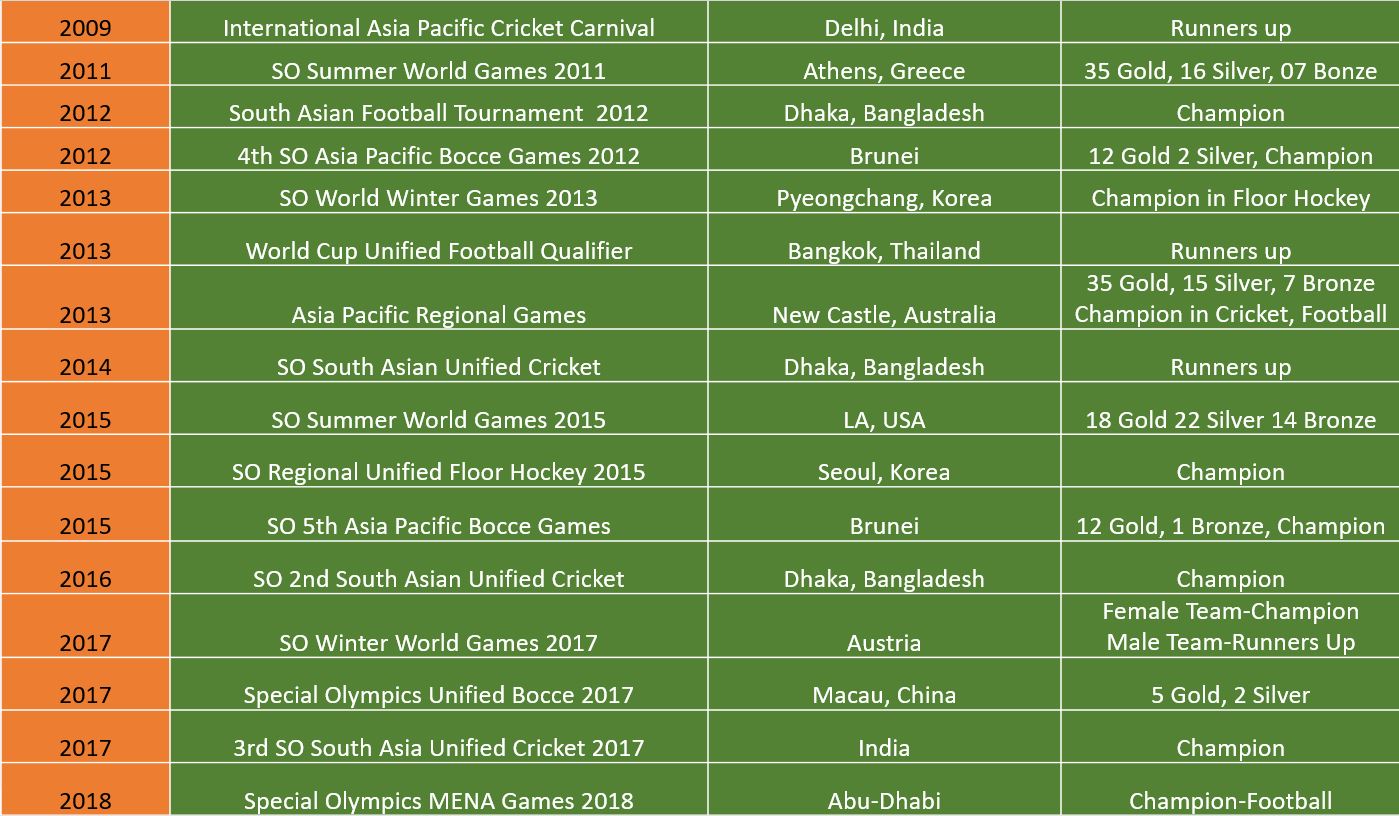 2009 International Asia Pacific Cricket Carnival Delhi, India Runners up
2011 SO Summer World Games 2011 Athens, Greece 35 Gold, 16 Silver, 07 Bonze
2012 South Asian Football Tournament 2012 Dhaka, Bangladesh Champion
2012 4th SO Asia Pacific Bocce Games 2012 Brunei 12 Gold 2 Silver, Champion
2013 SO World Winter Games 2013 Pyeongchang, Korea Champion in Floor Hockey
2013 World Cup Unified Football Qualifier Bangkok, Thailand Runners up
35 Gold, 15 Silver, 7 Bronze
2013 Asia Pacific Regional Games New Castle, Australia Champion in Cricket, Football
2014 SO South Asian Unified Cricket Dhaka, Bangladesh Runners up
2015 SO Summer World Games 2015 LA, USA 18 Gold 22 Silver 14 Bronze
2015 SO Regional Unified Floor Hockey 2015 Seoul, Korea Champion
2015 SO 5th Asia Pacific Bocce Games Brunei 12 Gold, 1 Bronze, Champion
2016 SO 2nd South Asian Unified Cricket Dhaka, Bangladesh Champion
Female Team-Champion
2017 SO Winter World Games 2017 Austria Male Team-Runners Up
2017 Special Olympics Unified Bocce 2017 Macau, China 5 Gold, 2 Silver
2017 3rd SO South Asia Unified Cricket 2017 India Champion
2018 Special Olympics MENA Games 2018 Abu-Dhabi Champion-Football